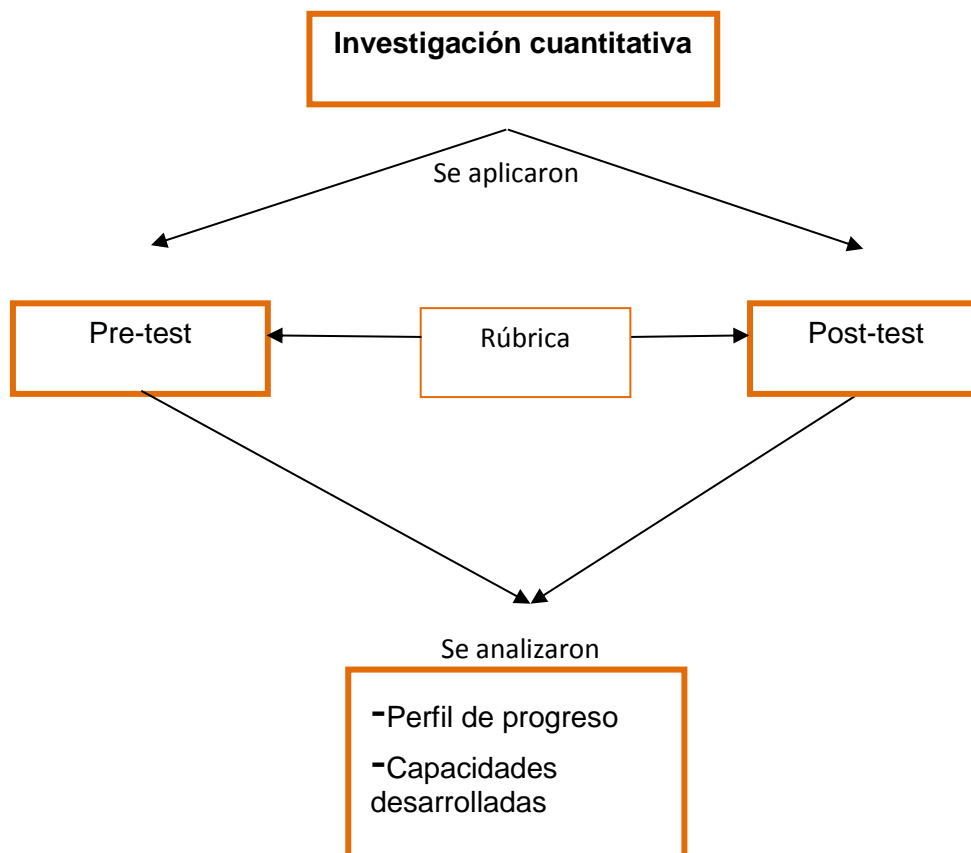 Investigación cuantitativa
Se aplicaron
Pre-test
Rúbrica
Post-test
Se analizaron
-Perfil de progreso
-Capacidades
desarrolladas